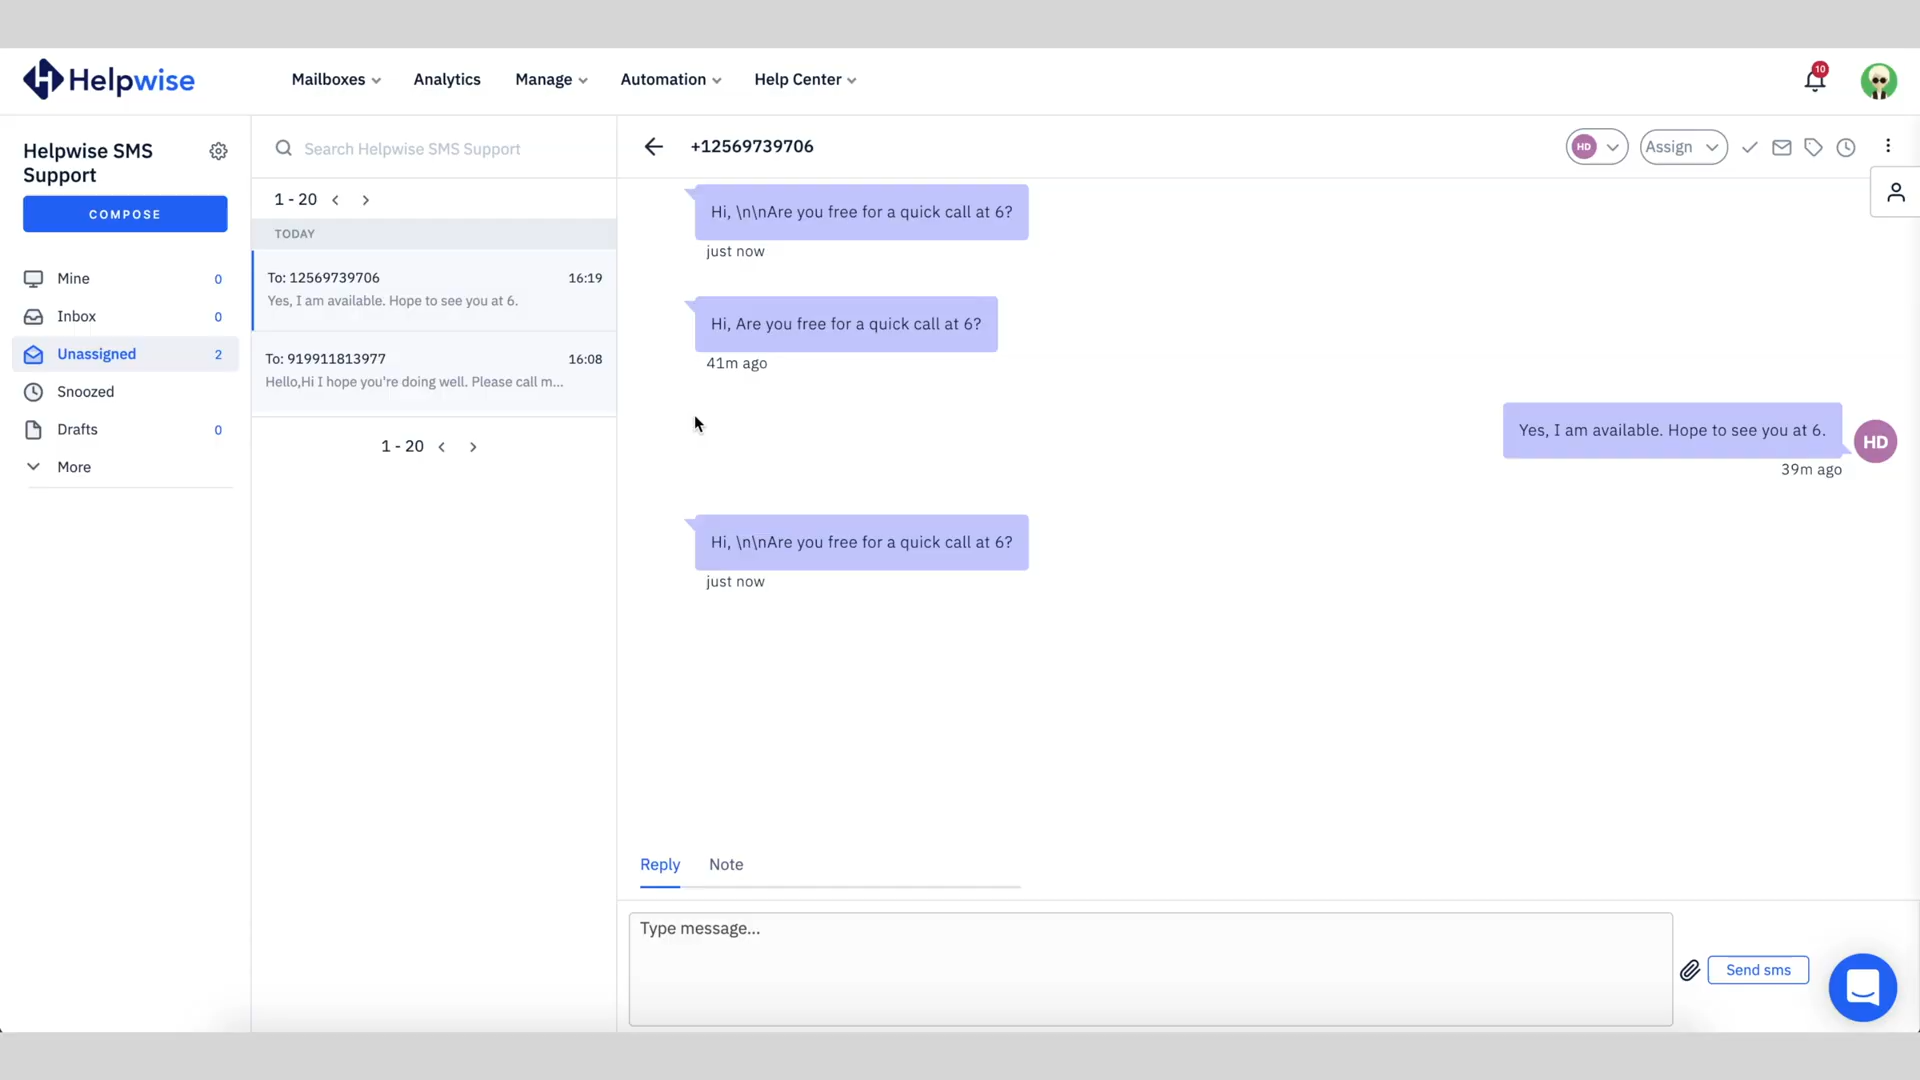 Helpwise
Mailboxes
Analytics
Manage
Automation
Help Center
10
Helpwise SMS
Support
COMPOSE
Mine 0
Inbox 0
Unassigned 2
Snoozed
Drafts 0
More
Search Helpwise SMS Support
1 - 20
TODAY
To: 12569739706 16:19
Yes, I am available. Hope to see you at 6.
To: 919911813977 16:08
Hello,Hi I hope you're doing well. Please call m...
1 - 20
+12569739706
HD
Assign
Hi, \n\nAre you free for a quick call at 6?
just now
Hi, Are you free for a quick call at 6?
41m ago
Yes, I am available. Hope to see you at 6.
HD
39m ago
Hi, \n\nAre you free for a quick call at 6?
just now
Reply
Note
Type message...
Send sms